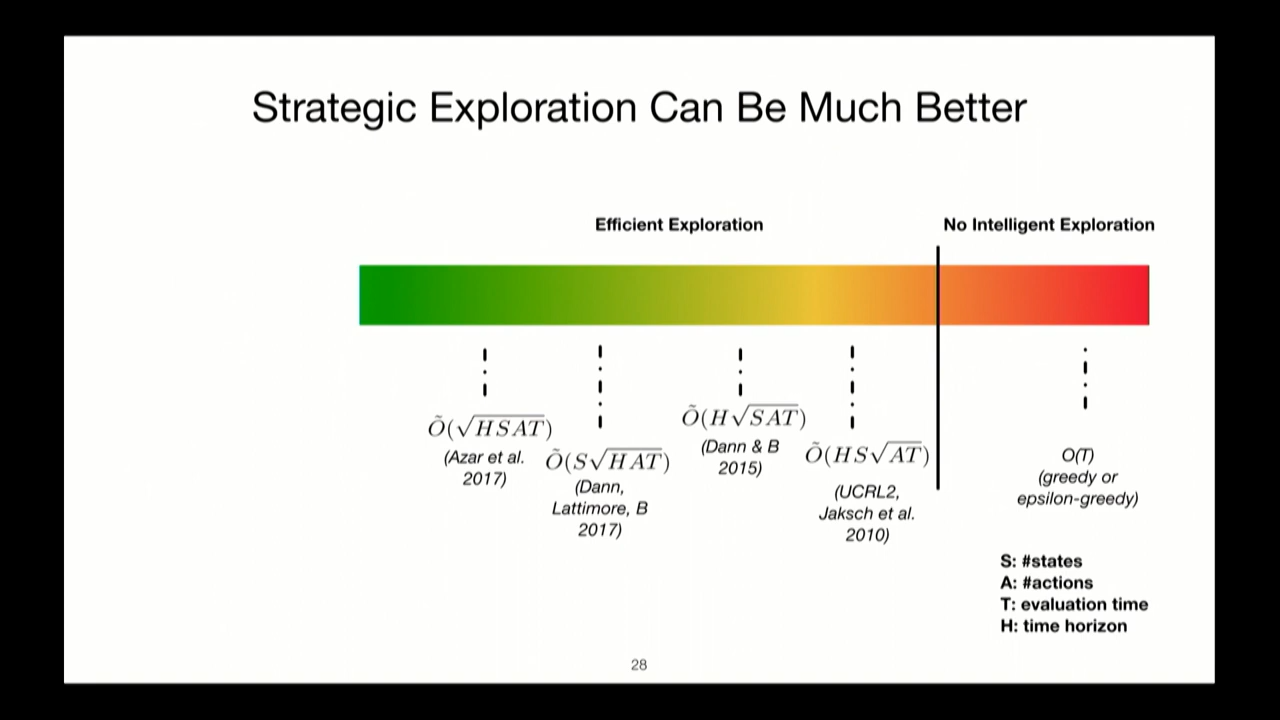 Strategic Exploration Can Be Much Better
Efficient Exploration
No Intelligent Exploration
Õ(√HSAT)
(Azar et al.
2017)
Õ(S√HAT)
(Dann,
Lattimore, B
2017)
Õ(H√SAT)
(Dann & B
2015)
Õ(HS√AT)
(UCRL2,
Jaksch et al.
2010)
O(T)
(greedy or
epsilon-greedy)
S: #states
A: #actions
T: evaluation time
H: time horizon
28